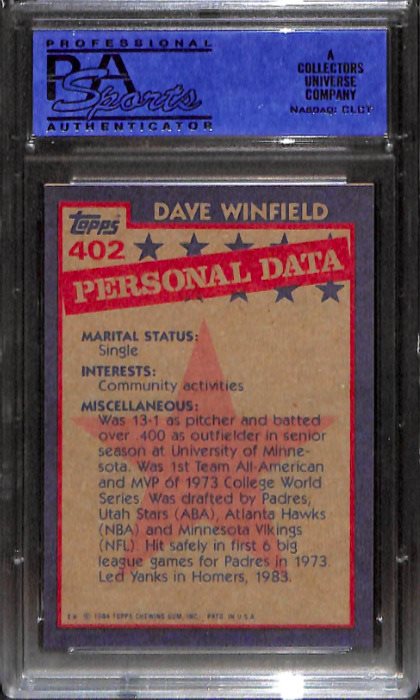 PROFESSIONAL
PSA
Sports
AUTHENTICATOR
A
COLLECTORS
UNIVERSE
COMPANY
NASDAQ: CLCT
DAVE WINFIELD
Topps
402
PERSONAL DATA
MARITAL STATUS:
Single
INTERESTS:
Community activities
MISCELLANEOUS:
Was 13-1 as pitcher and batted
over .400 as outfielder in senior
season at University of Minne-
sota. Was 1st Team All-American
and MVP of 1973 College World
Series. Was drafted by Padres,
Utah Stars (ABA), Atlanta Hawks
(NBA) and Minnesota Vikings
(NFL). Hit safely in first 6 big
league games for Padres in 1973.
Led Yanks in Homers, 1983.
© 1984 TOPPS CHEWING GUM, INC. PRTD. IN U.S.A.